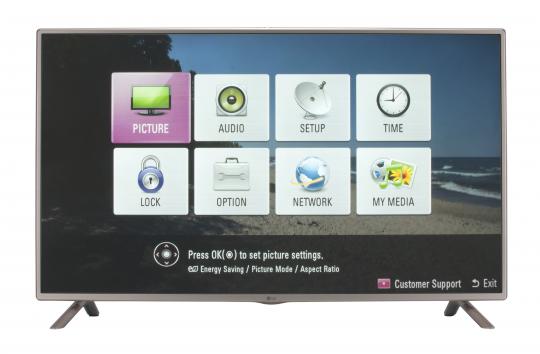 PICTURE
AUDIO
SETUP
TIME
LOCK
OPTION
NETWORK
MY MEDIA
Press OK(◉) to set picture settings.
Energy Saving / Picture Mode / Aspect Ratio
Customer Support
Exit
LG